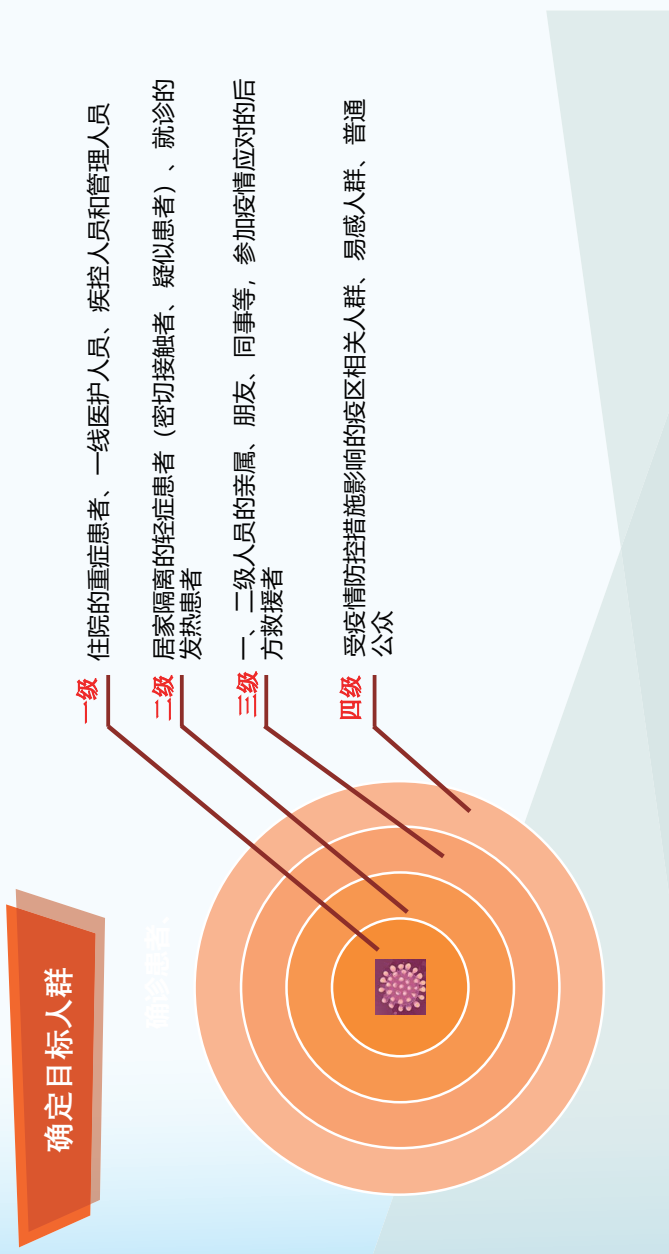 确定目标人群
确诊患者、
一级
住院的重症患者、一线医护人员、疾控人员和管理人员
二级
居家隔离的轻症患者（密切接触者、疑似患者）、就诊的
发热患者
三级
一、二级人员的亲属、朋友、同事等，参加疫情应对的后
方救援者
四级
受疫情防控措施影响的疫区相关人群、易感人群、普通
公众